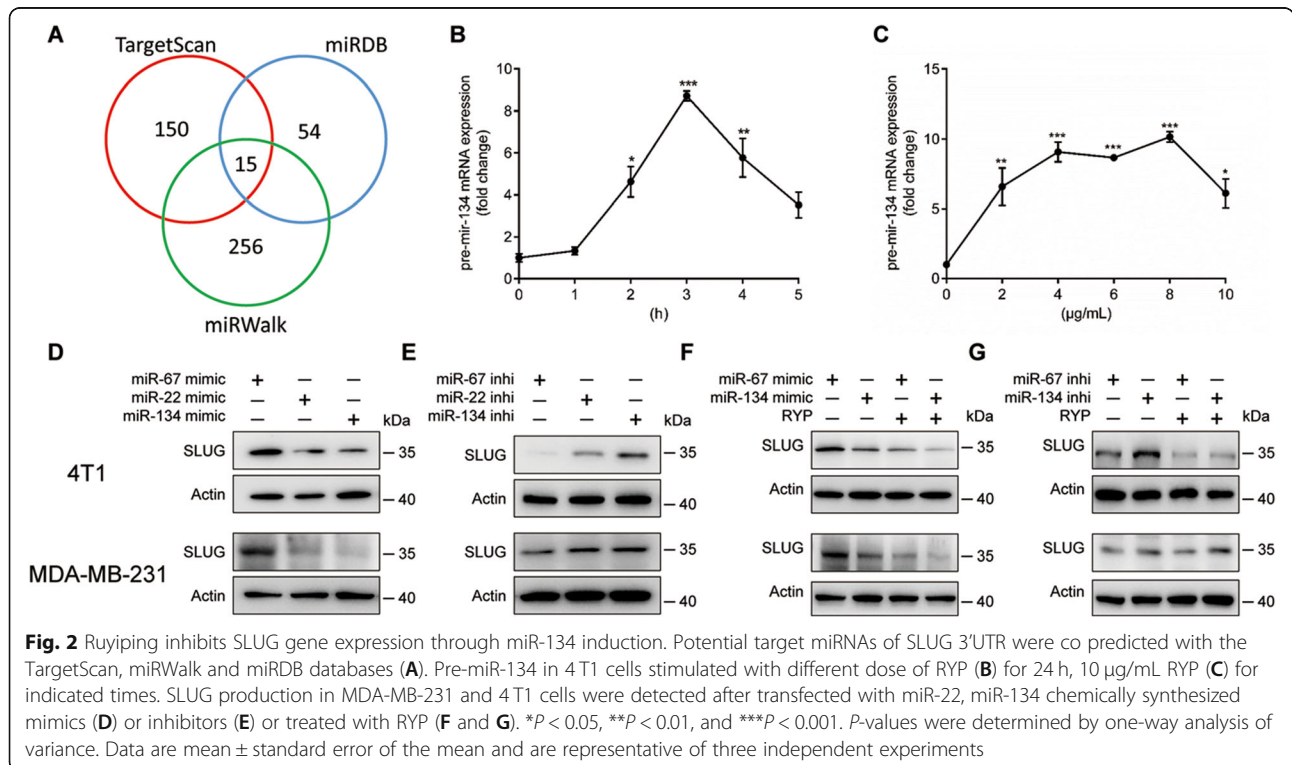 A
TargetScan
miRDB
150
54
15
256
miRWalk
B
pre-mir-134 mRNA expression
(fold change)
10
8
6
4
2
0
*
***
**
0 1 2 3 4 5
(h)
C
pre-mir-134 mRNA expression
(fold change)
15
10
5
0
**
***
***
***
*
0 2 4 6 8 10
(µg/mL)
D
miR-67 mimic + – –
miR-22 mimic – + –
miR-134 mimic – – + kDa
4T1
SLUG – 35
Actin – 40
MDA-MB-231
SLUG – 35
Actin – 40
E
miR-67 inhi + – –
miR-22 inhi – + –
miR-134 inhi – – + kDa
SLUG – 35
Actin – 40
SLUG – 35
Actin – 40
F
miR-67 mimic + – + –
miR-134 mimic – + – +
RYP – – + + kDa
SLUG – 35
Actin – 40
SLUG – 35
Actin – 40
G
miR-67 inhi + – + –
miR-134 inhi – + – +
RYP – – + + kDa
SLUG – 35
Actin – 40
SLUG – 35
Actin – 40
Fig. 2 Ruyiping inhibits SLUG gene expression through miR-134 induction. Potential target miRNAs of SLUG 3’UTR were co predicted with the
TargetScan, miRWalk and miRDB databases (A). Pre-miR-134 in 4 T1 cells stimulated with different dose of RYP (B) for 24 h, 10 µg/mL RYP (C) for
indicated times. SLUG production in MDA-MB-231 and 4 T1 cells were detected after transfected with miR-22, miR-134 chemically synthesized
mimics (D) or inhibitors (E) or treated with RYP (F and G). *P < 0.05, **P < 0.01, and ***P < 0.001. P-values were determined by one-way analysis of
variance. Data are mean ± standard error of the mean and are representative of three independent experiments